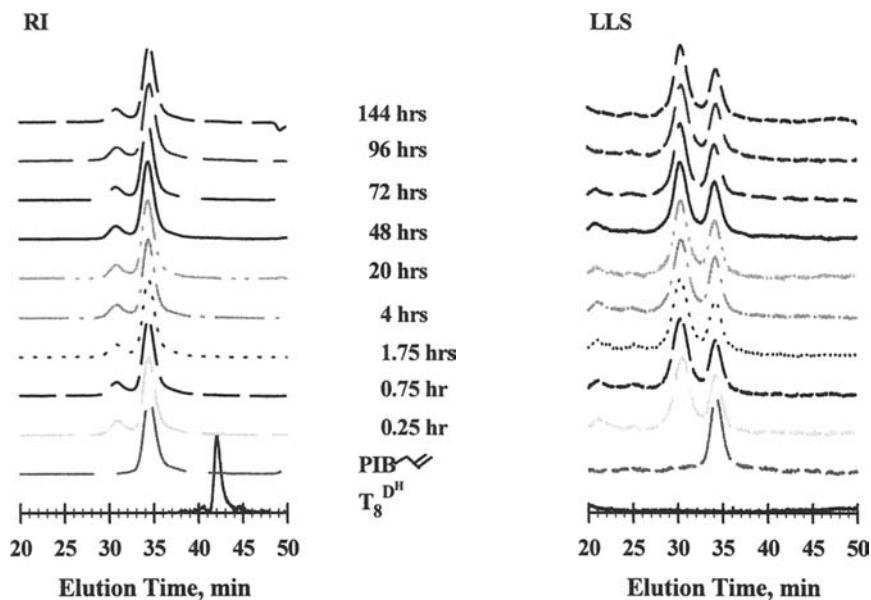 RI LLS
144 hrs
96 hrs
72 hrs
48 hrs
20 hrs
4 hrs
1.75 hrs
0.75 hr
0.25 hr
PIB
T8DH
20 25 30 35 40 45 50 20 25 30 35 40 45 50
Elution Time, min Elution Time, min